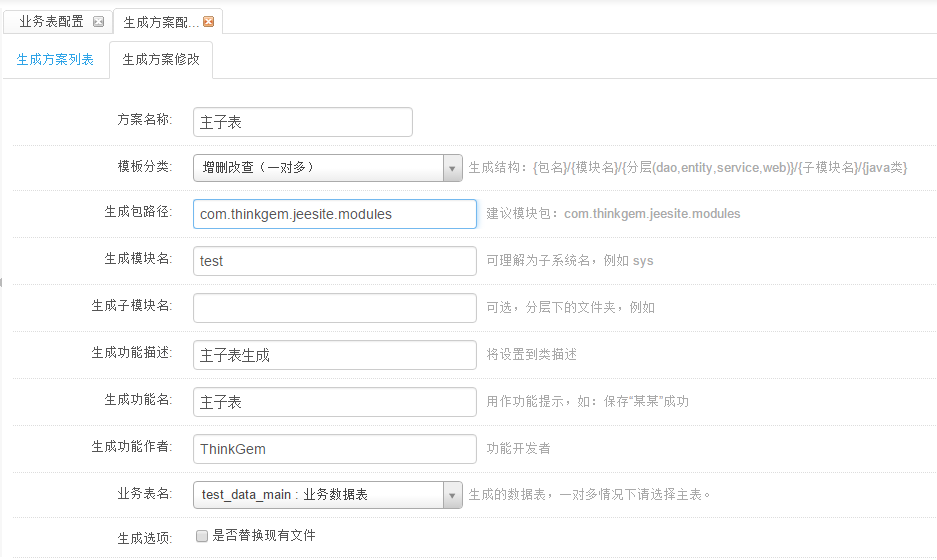 业务表配置 生成方案配...
生成方案列表 生成方案修改
方案名称: 主子表
模板分类: 增删改查（一对多） 生成结构：{包名}/{模块名}/{分层(dao,entity,service,web)}/{子模块名}/{java类}
生成包路径: com.thinkgem.jeesite.modules 建议模块包：com.thinkgem.jeesite.modules
生成模块名: test 可理解为子系统名，例如 sys
生成子模块名: 可选，分层下的文件夹，例如
生成功能描述: 主子表生成 将设置到类描述
生成功能名: 主子表 用作功能提示，如：保存“某某”成功
生成功能作者: ThinkGem 功能开发者
业务表名: test_data_main : 业务数据表 生成的数据表，一对多情况下请选择主表。
生成选项: 是否替换现有文件